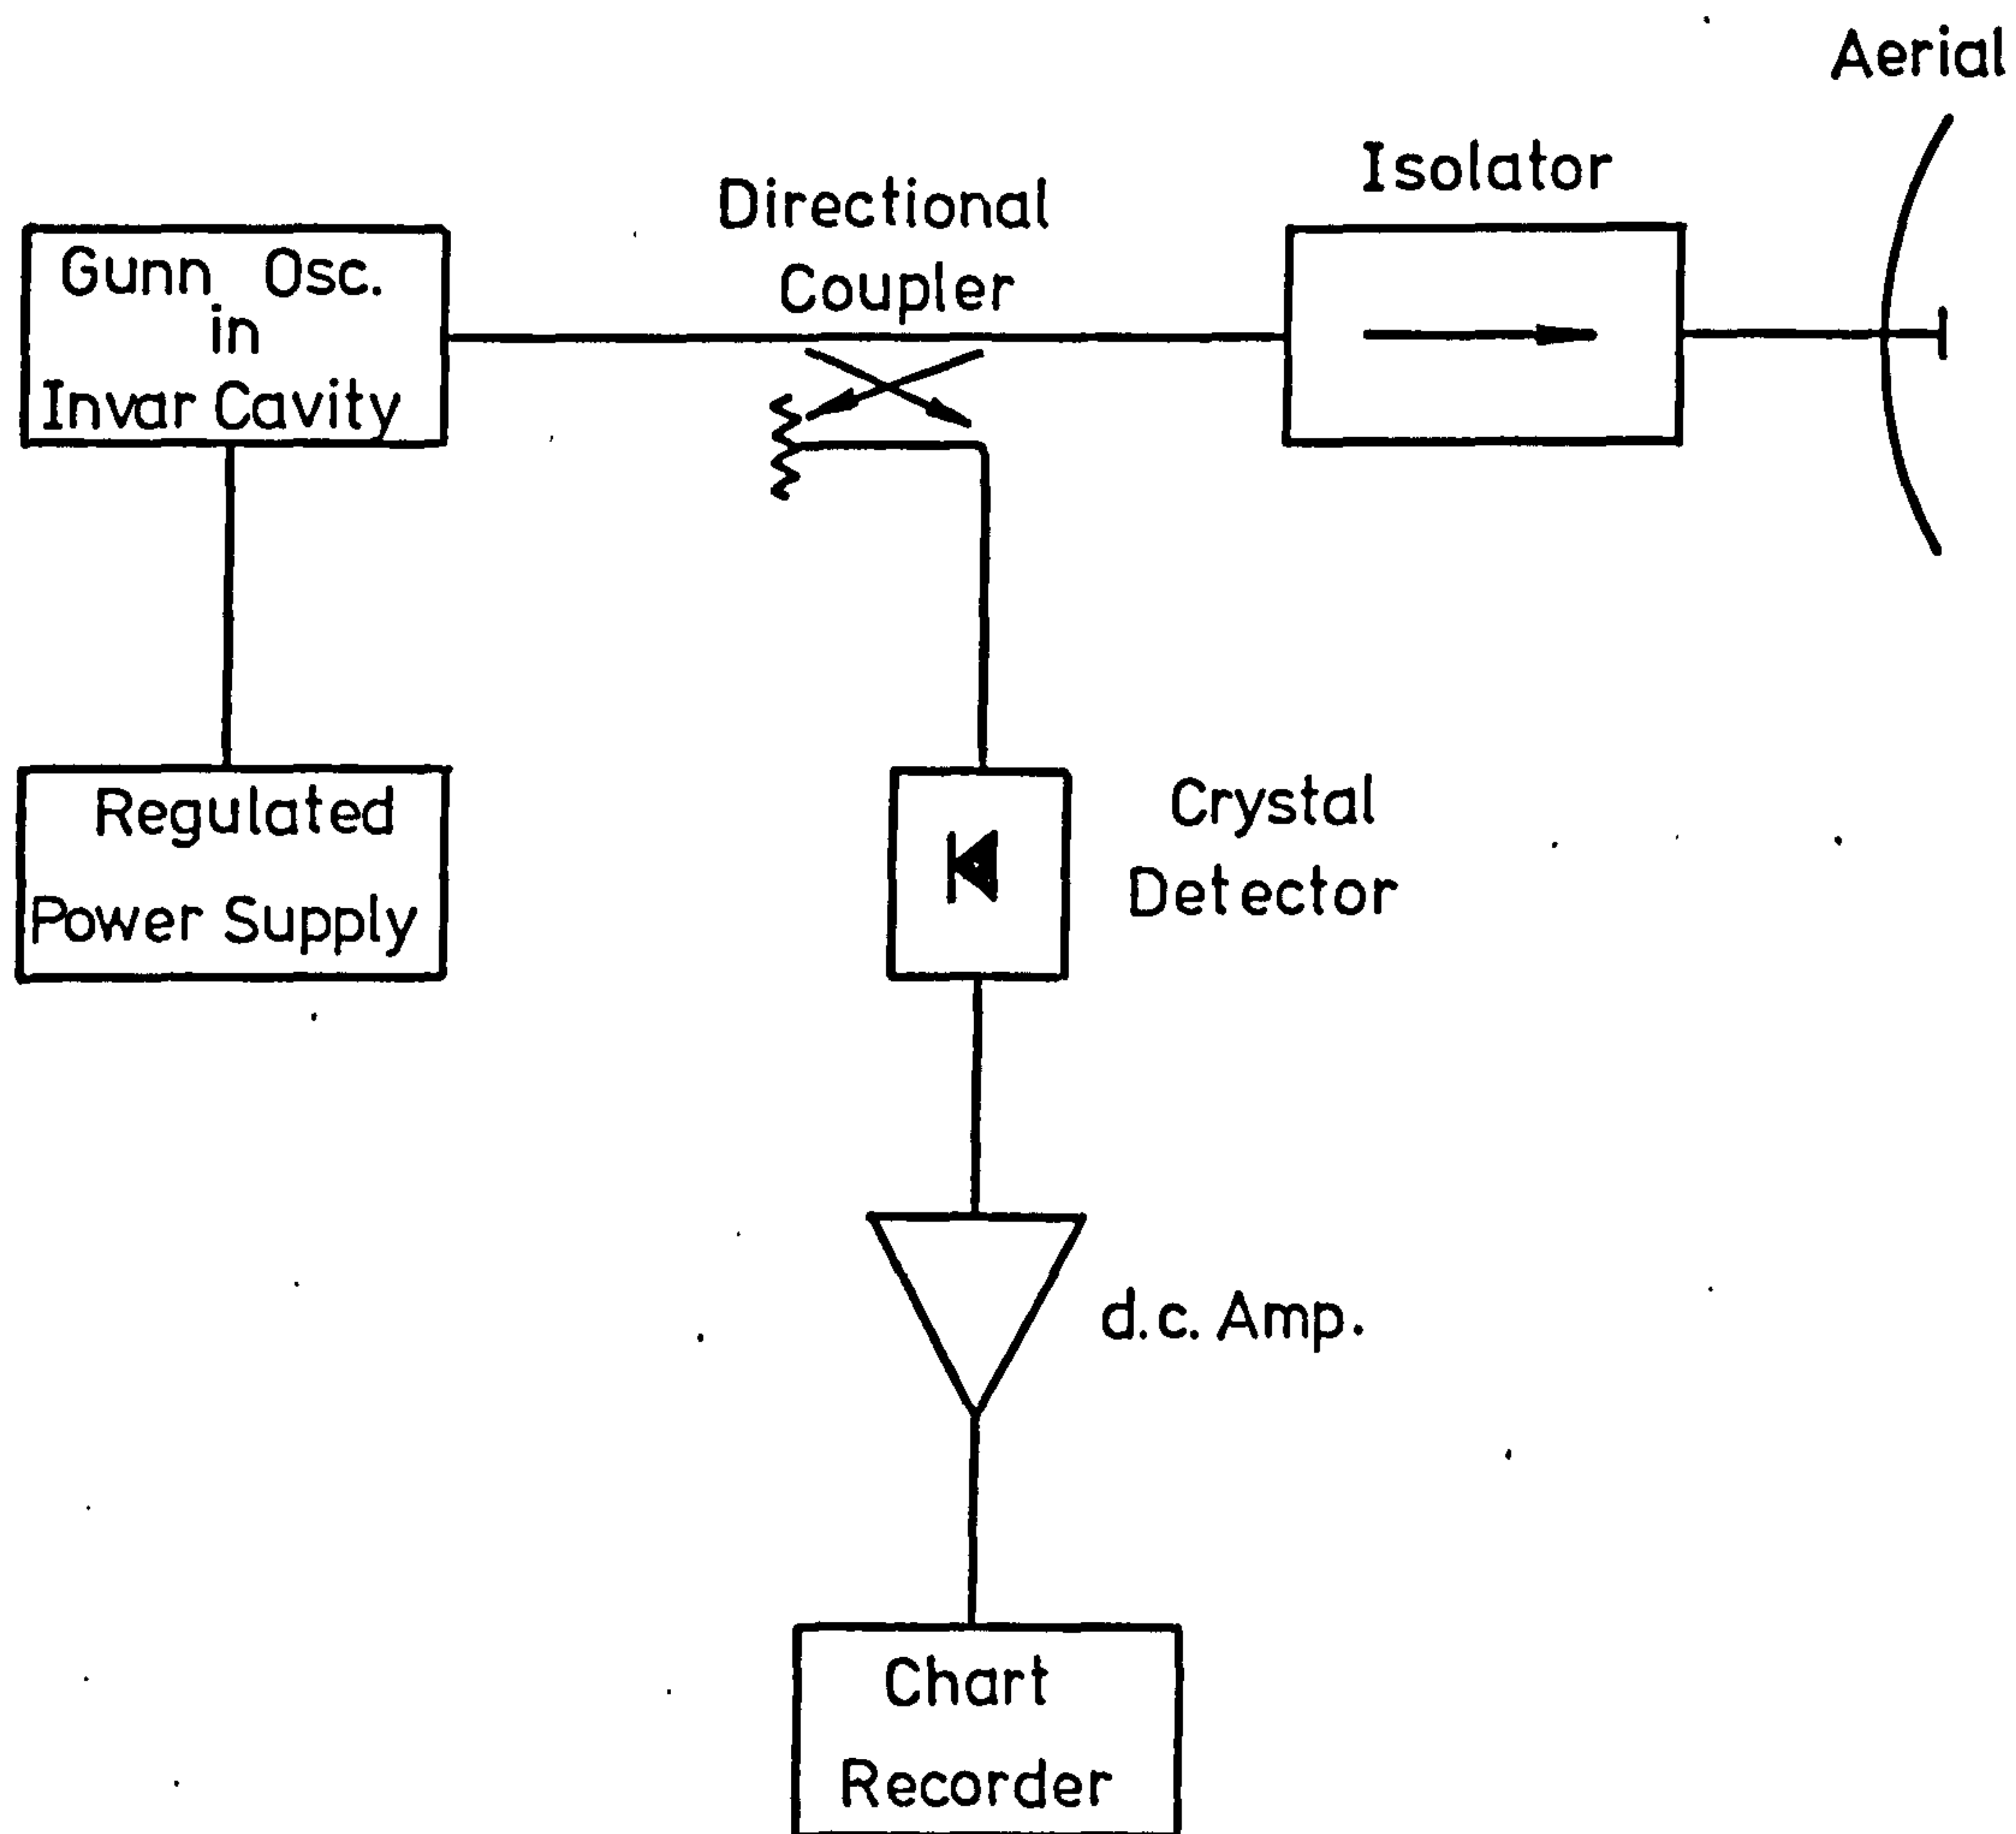 Aerial
Isolator
Directional
Coupler
Gunn Osc.
in
Invar Cavity
Regulated
Power Supply
Crystal
Detector
d.c. Amp.
Chart
Recorder